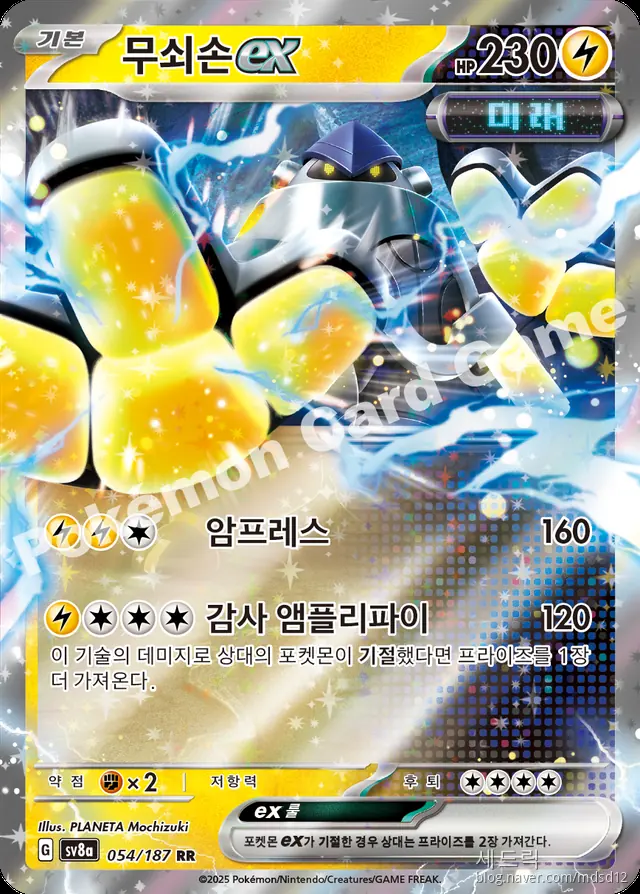 기본 무쇠손 ex HP 230
미래
Pokémon Card Game
암프레스 160
감사 앰플리파이 120
이 기술의 데미지로 상대의 포켓몬이 기절했다면 프라이즈를 1장
더 가져온다.
약점 ×2 저항력 후퇴
ex 룰
포켓몬 ex가 기절한 경우 상대는 프라이즈를 2장 가져간다.
Illus. PLANETA Mochizuki
G sv8a 054/187 RR
세드릭
blog.naver.com/mdsd12
©2025 Pokémon/Nintendo/Creatures/GAME FREAK.